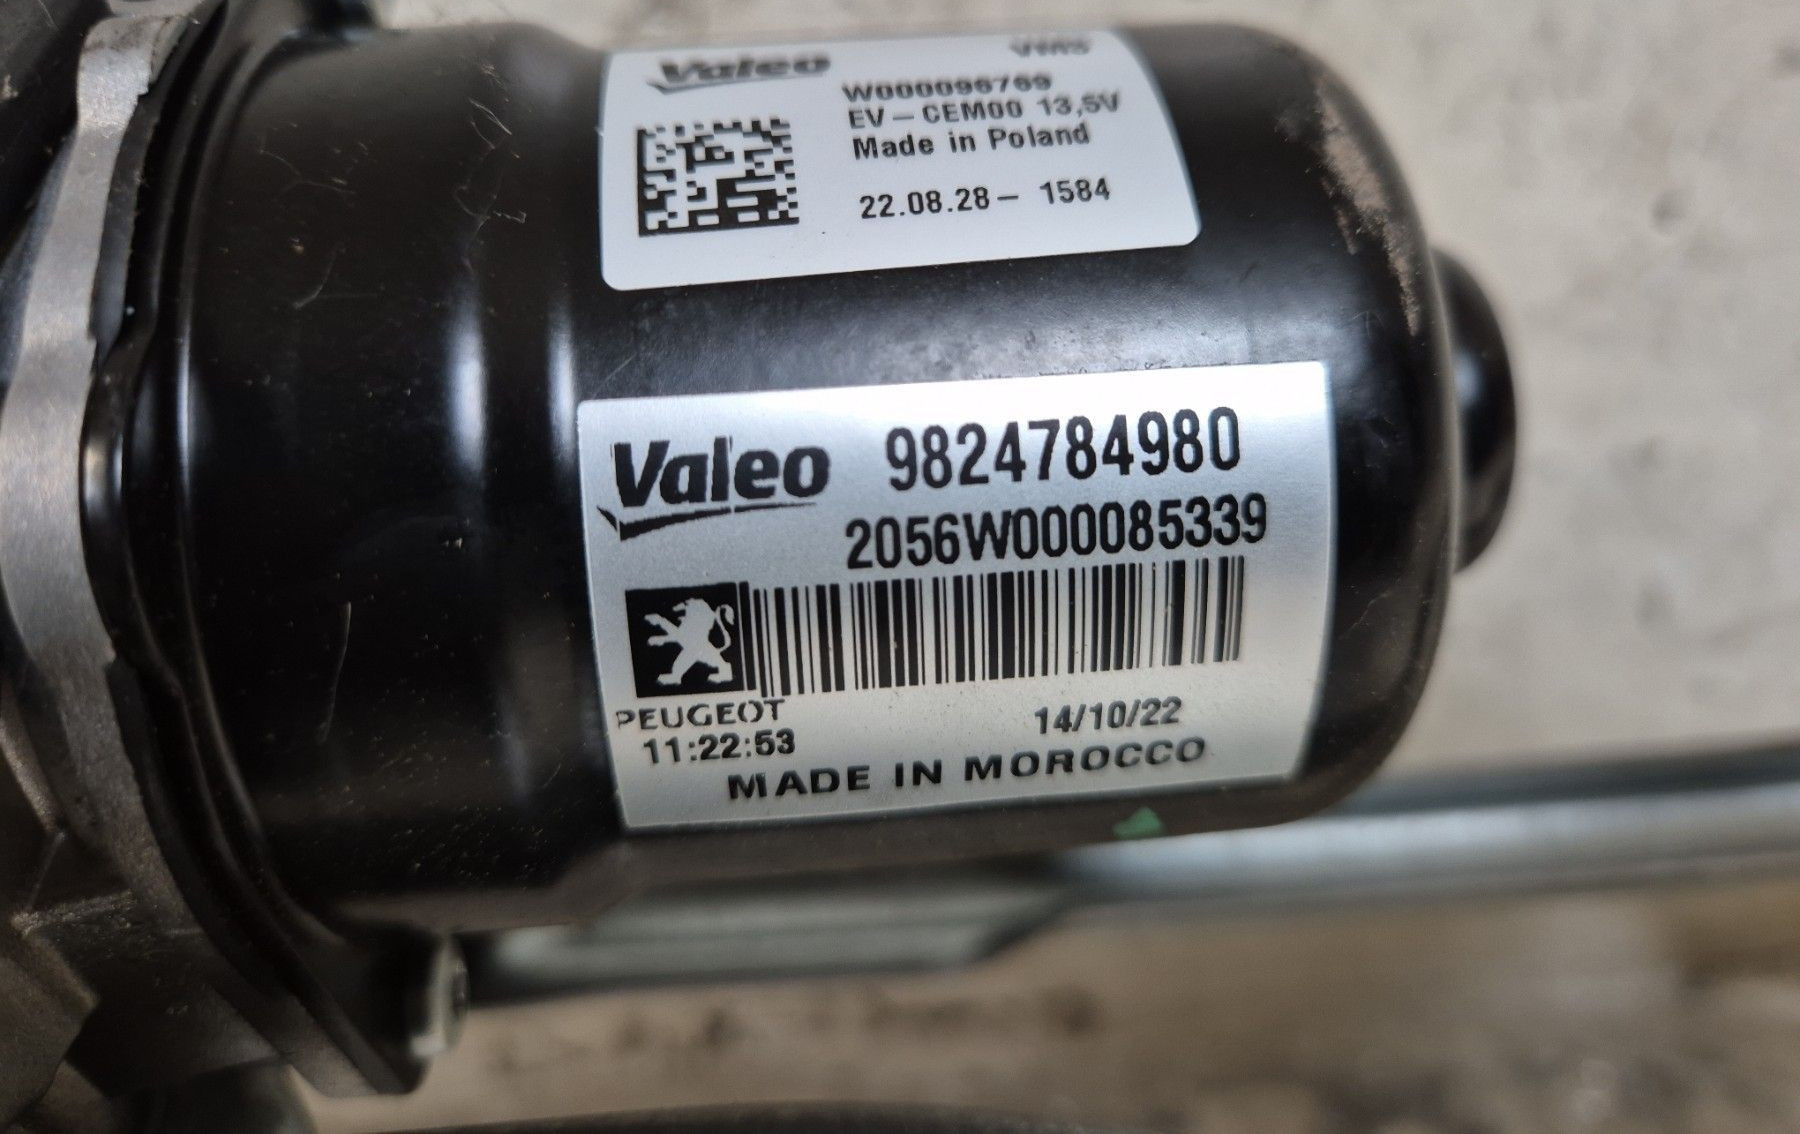 Valeo VMS
W000096769
EV-CEM00 13,5V
Made in Poland
22.08.28- 1584
Valeo 9824784980
2056W000085339
PEUGEOT
14/10/22
11:22:53
MADE IN MOROCCO